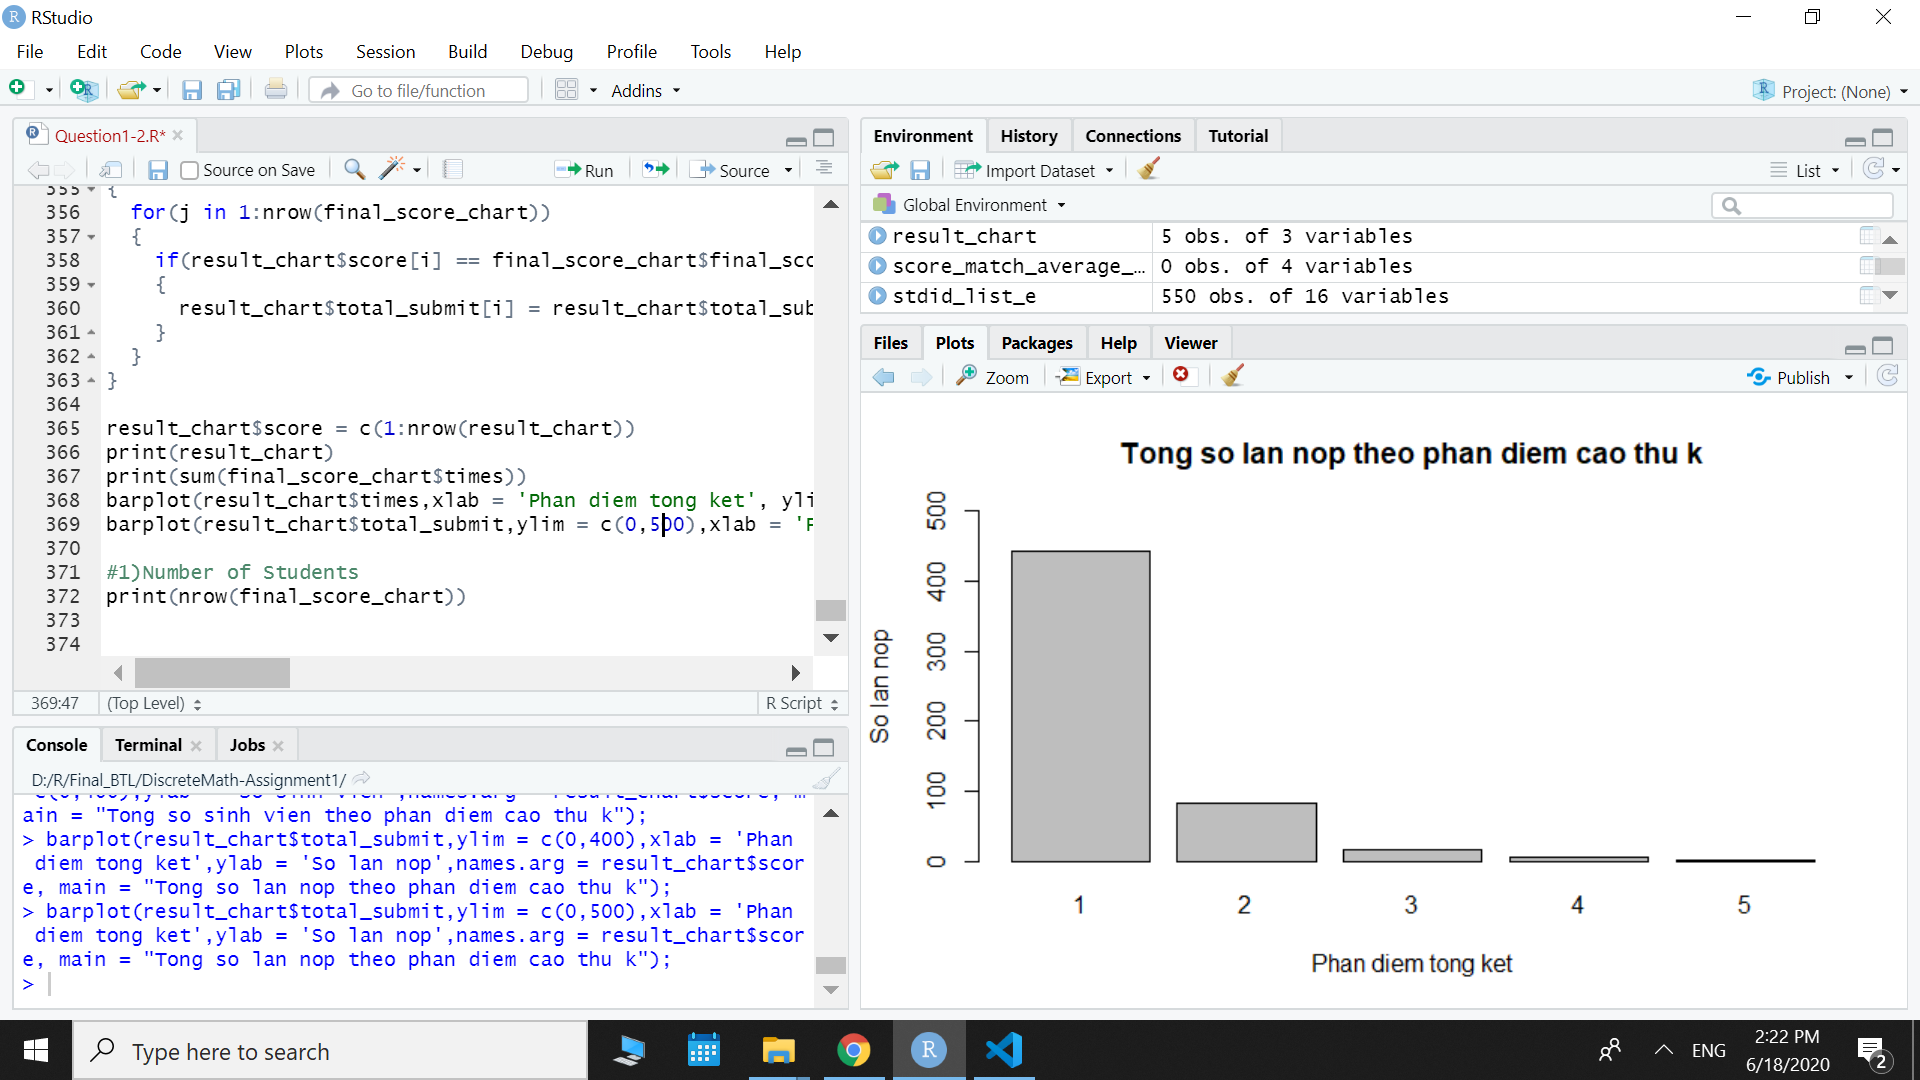 RStudio
File Edit Code View Plots Session Build Debug Profile Tools Help
Go to file/function Addins Project: (None)
Question1-2.R*
Source on Save Run Source
355 {
356 for(j in 1:nrow(final_score_chart))
357 {
358 if(result_chart$score[i] == final_score_chart$final_sco
359 {
360 result_chart$total_submit[i] = result_chart$total_sub
361 }
362 }
363 }
364
365 result_chart$score = c(1:nrow(result_chart))
366 print(result_chart)
367 print(sum(final_score_chart$times))
368 barplot(result_chart$times,xlab = 'Phan diem tong ket', yli
369 barplot(result_chart$total_submit,ylim = c(0,500),xlab = 'P
370
371 #1)Number of Students
372 print(nrow(final_score_chart))
373
374
369:47 (Top Level) R Script
Console Terminal Jobs
D:/R/Final_BTL/DiscreteMath-Assignment1/
c(0,400),ylab = 'So sinh vien',names.arg = result_chart$score, m
ain = "Tong so sinh vien theo phan diem cao thu k");
> barplot(result_chart$total_submit,ylim = c(0,400),xlab = 'Phan
diem tong ket',ylab = 'So lan nop',names.arg = result_chart$scor
e, main = "Tong so lan nop theo phan diem cao thu k");
> barplot(result_chart$total_submit,ylim = c(0,500),xlab = 'Phan
diem tong ket',ylab = 'So lan nop',names.arg = result_chart$scor
e, main = "Tong so lan nop theo phan diem cao thu k");
>
Environment History Connections Tutorial
Import Dataset List
Global Environment
result_chart 5 obs. of 3 variables
score_match_average_… 0 obs. of 4 variables
stdid_list_e 550 obs. of 16 variables
Files Plots Packages Help Viewer
Zoom Export Publish
Tong so lan nop theo phan diem cao thu k
So lan nop
500
400
300
200
100
0
1 2 3 4 5
Phan diem tong ket
Type here to search
ENG
2:22 PM
6/18/2020
2